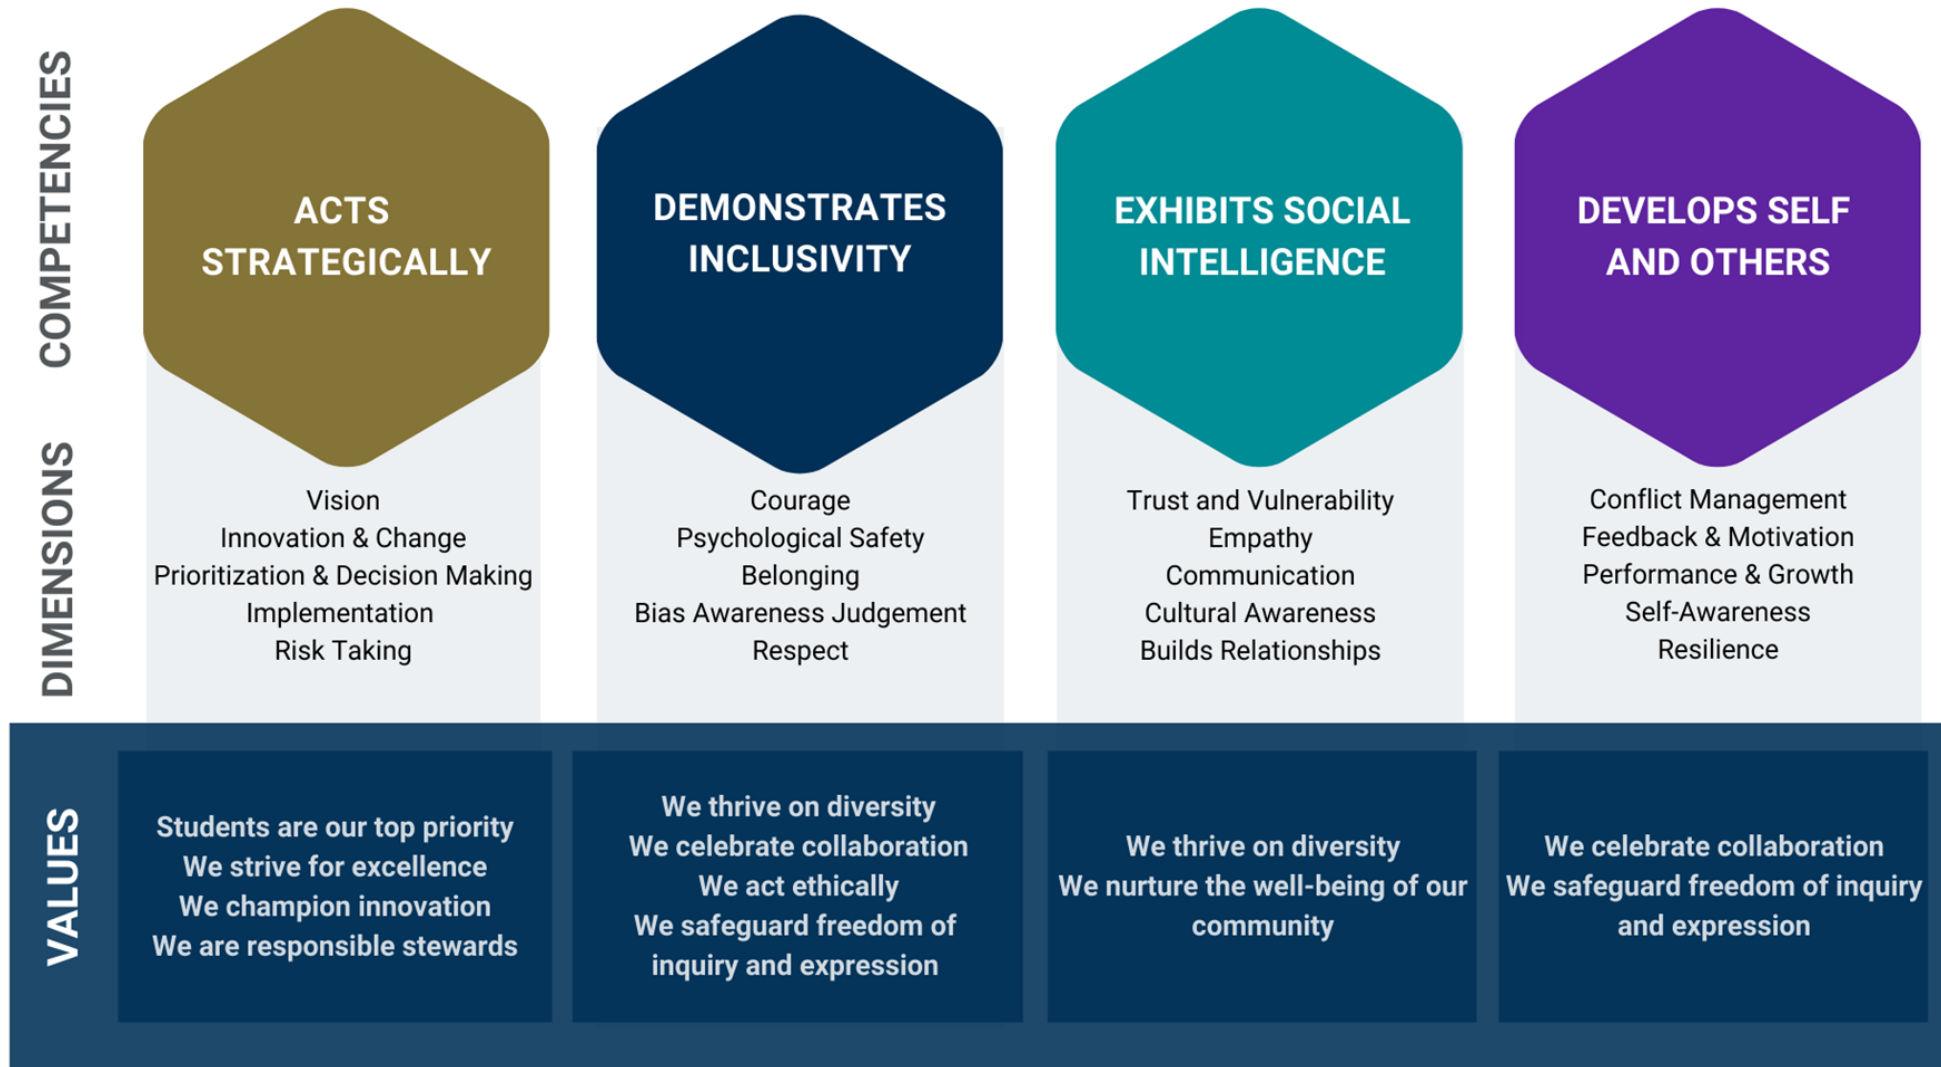 COMPETENCIES
ACTS
STRATEGICALLY
DEMONSTRATES
INCLUSIVITY
EXHIBITS SOCIAL
INTELLIGENCE
DEVELOPS SELF
AND OTHERS
DIMENSIONS
Vision
Innovation & Change
Prioritization & Decision Making
Implementation
Risk Taking
Courage
Psychological Safety
Belonging
Bias Awareness Judgement
Respect
Trust and Vulnerability
Empathy
Communication
Cultural Awareness
Builds Relationships
Conflict Management
Feedback & Motivation
Performance & Growth
Self-Awareness
Resilience
VALUES
Students are our top priority
We strive for excellence
We champion innovation
We are responsible stewards
We thrive on diversity
We celebrate collaboration
We act ethically
We safeguard freedom of
inquiry and expression
We thrive on diversity
We nurture the well-being of our
community
We celebrate collaboration
We safeguard freedom of inquiry
and expression